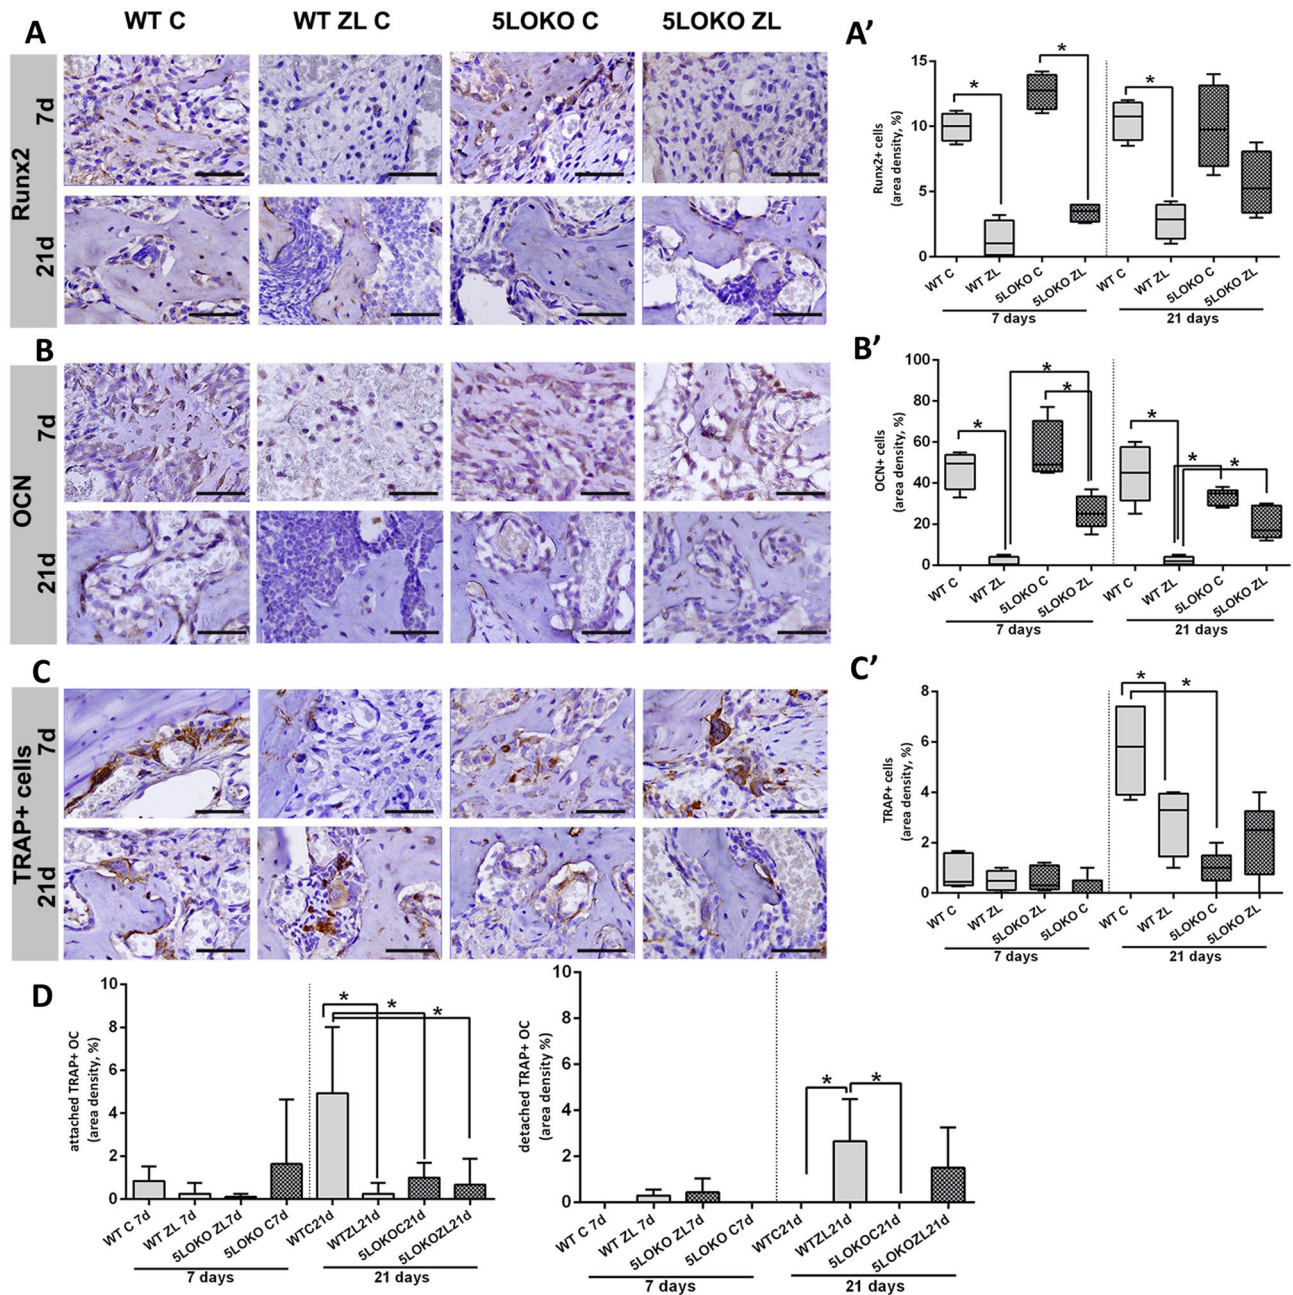 WT C
WT ZL C
5LOKO C
5LOKO ZL
A
Runx2
7d
21d
A’
Runx2+ cells
(area density, %)
15
10
5
0
*
*
*
WT C
WT ZL
5LOKO C
5LOKO ZL
WT C
WT ZL
5LOKO C
5LOKO ZL
7 days
21 days
B
OCN
7d
21d
B’
OCN+ cells
(area density, %)
100
80
60
40
20
0
*
*
*
*
*
*
WT C
WT ZL
5LOKO C
5LOKO ZL
WT C
WT ZL
5LOKO C
5LOKO ZL
7 days
21 days
C
TRAP+ cells
7d
21d
C’
TRAP+ cells
(area density, %)
8
6
4
2
0
*
*
WT C
WT ZL
5LOKO ZL
5LOKO C
WT C
WT ZL
5LOKO C
5LOKO ZL
7 days
21 days
D
attached TRAP+ OC
(area density, %)
10
8
6
4
2
0
*
*
*
WT C 7d
WT ZL 7d
5LOKO ZL7d
5LOKO C7d
WTC21d
WTZL21d
5LOKOC21d
5LOKOZL21d
7 days
21 days
detached TRAP+ OC
(area density %)
10
8
6
4
2
0
*
*
WT C 7d
WT ZL 7d
5LOKO ZL7d
5LOKO C7d
WTC21d
WTZL21d
5LOKOC21d
5LOKOZL21d
7 days
21 days